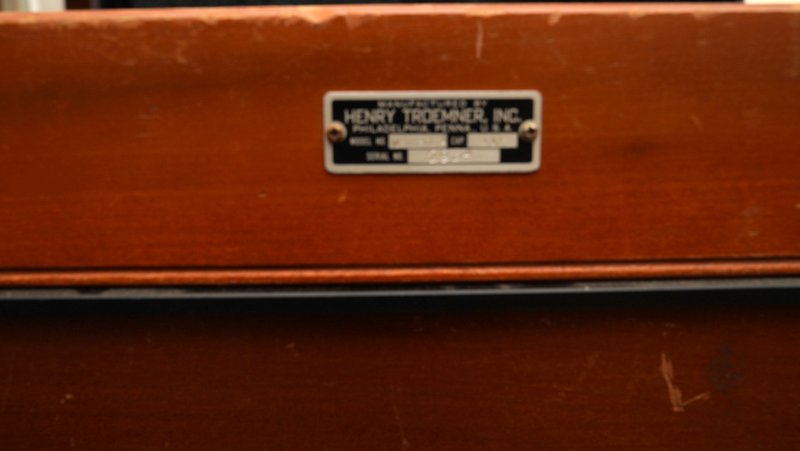 MANUFACTURED BY
HENRY TROEMNER, INC.
PHILADELPHIA, PENNA. U.S.A.
MODEL NO. CAP
SERIAL NO.